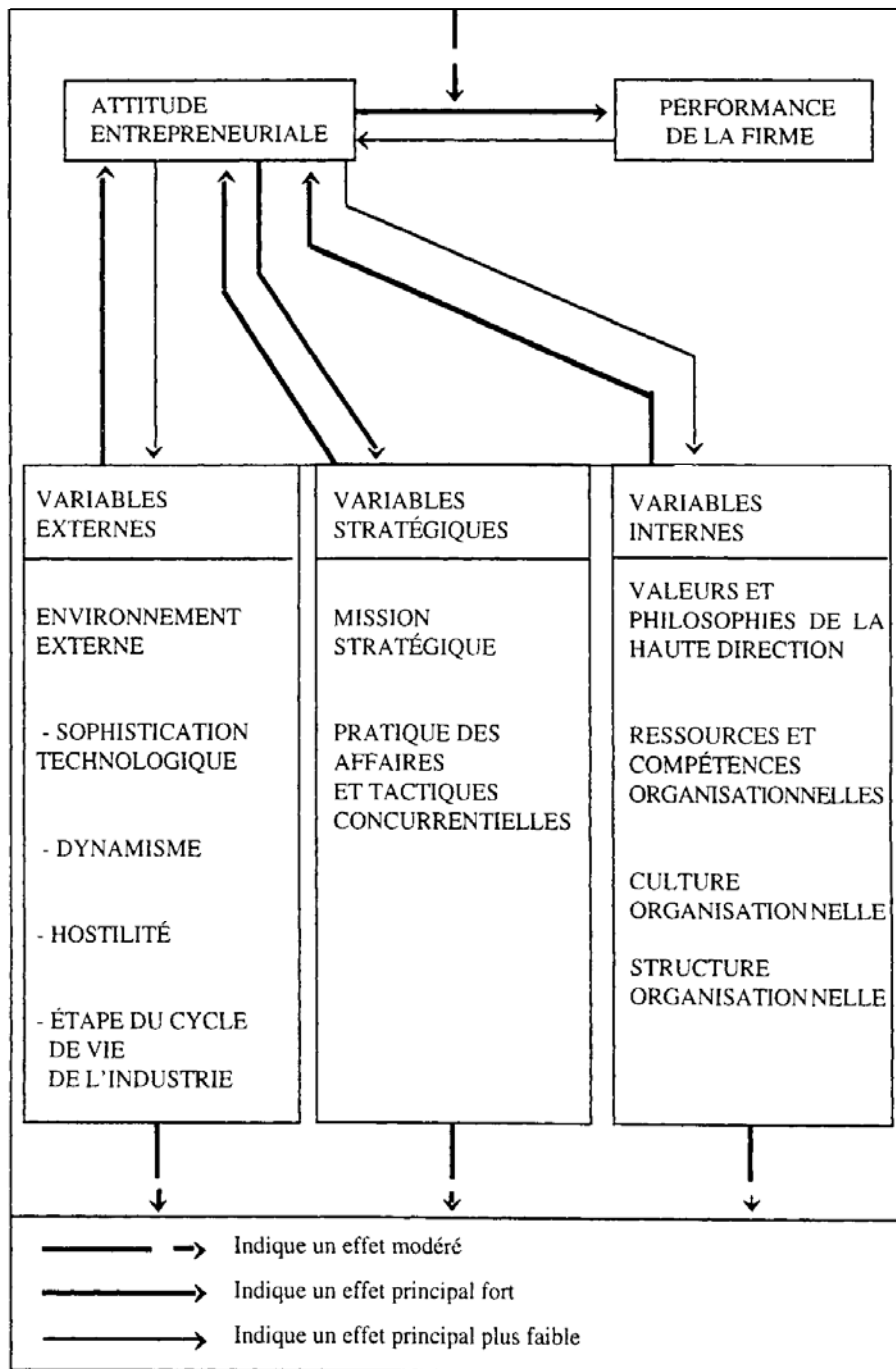 ATTITUDE
ENTREPRENEURIALE
PERFORMANCE
DE LA FIRME
VARIABLES
EXTERNES
ENVIRONNEMENT
EXTERNE
- SOPHISTICATION
TECHNOLOGIQUE
- DYNAMISME
- HOSTILITÉ
- ÉTAPE DU CYCLE
DE VIE
DE L'INDUSTRIE
VARIABLES
STRATÉGIQUES
MISSION
STRATÉGIQUE
PRATIQUE DES
AFFAIRES
ET TACTIQUES
CONCURRENTIELLES
VARIABLES
INTERNES
VALEURS ET
PHILOSOPHIES DE LA
HAUTE DIRECTION
RESSOURCES ET
COMPÉTENCES
ORGANISATIONNELLES
CULTURE
ORGANISATIONNELLE
STRUCTURE
ORGANISATIONNELLE
Indique un effet modéré
Indique un effet principal fort
Indique un effet principal plus faible